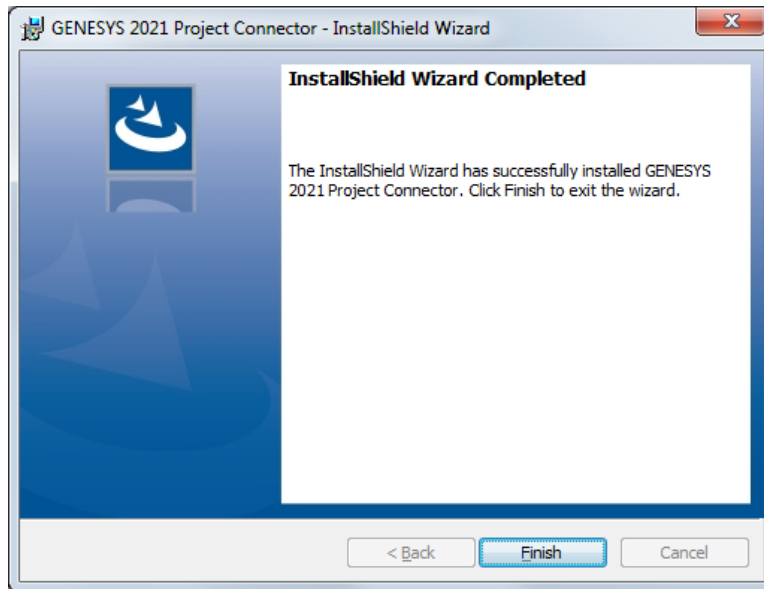 GENESYS 2021 Project Connector - InstallShield Wizard
InstallShield Wizard Completed
The InstallShield Wizard has successfully installed GENESYS
2021 Project Connector. Click Finish to exit the wizard.
< Back
Finish
Cancel